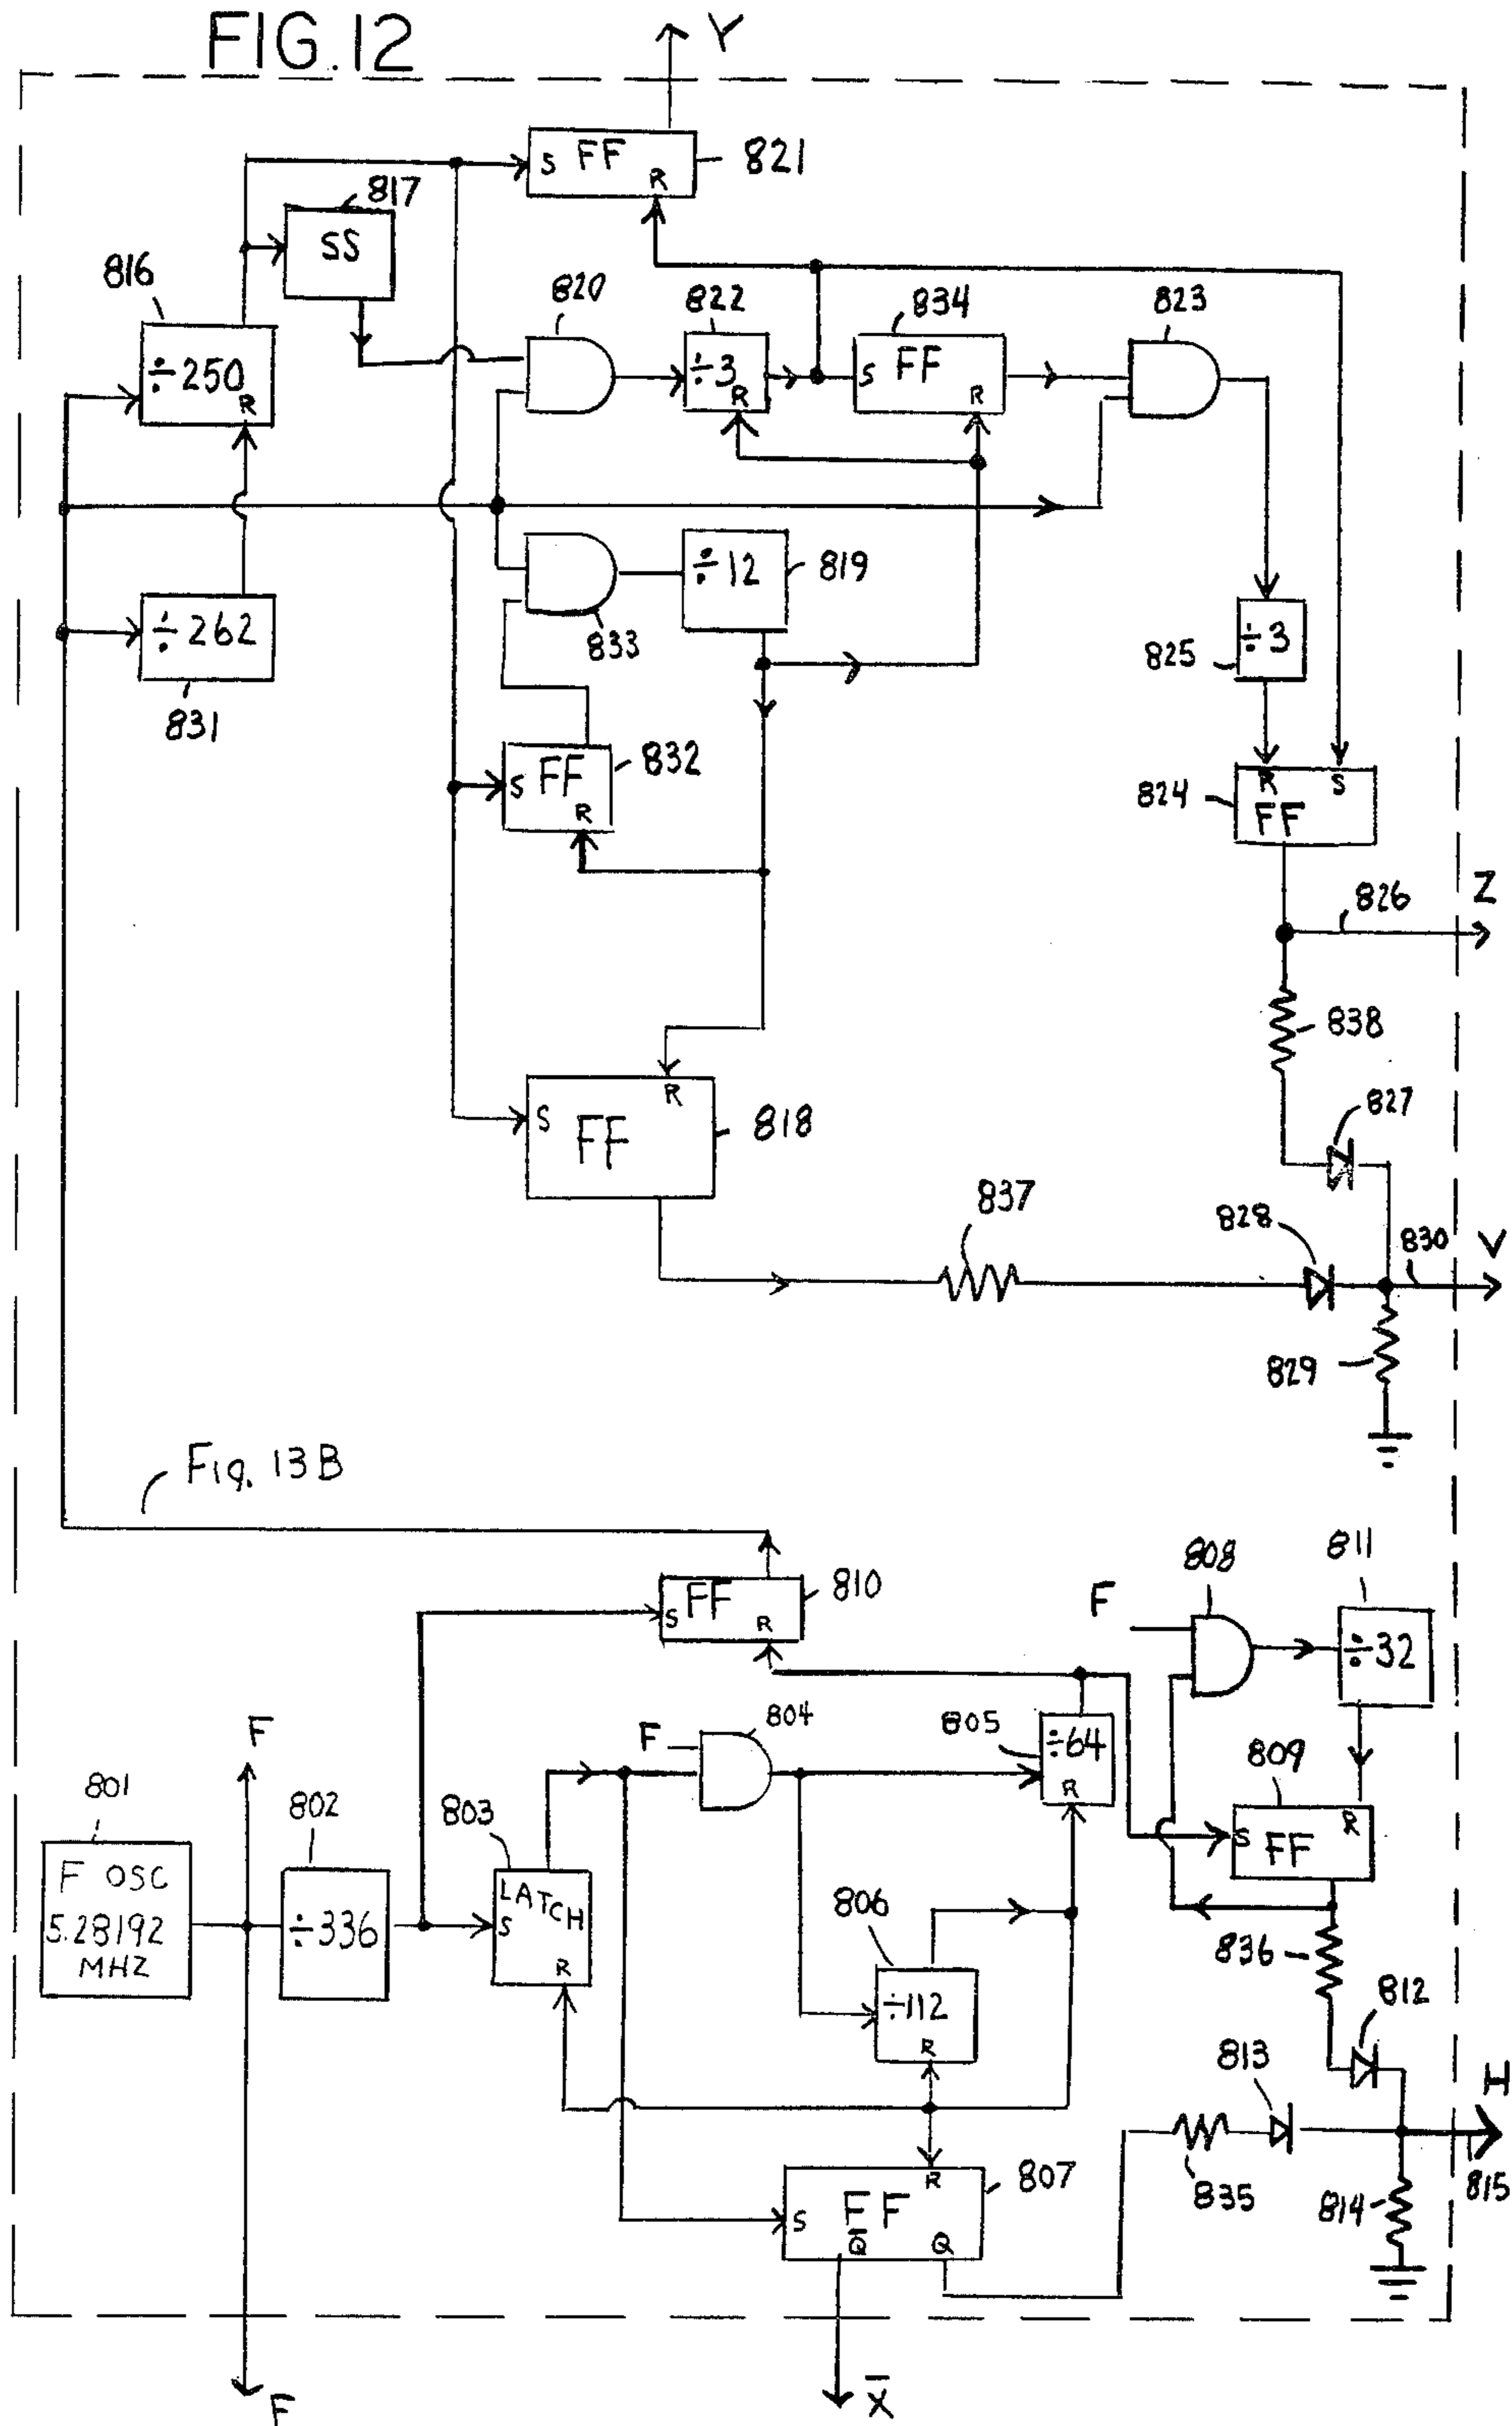 FIG. 12
Y
S FF R
821
817
SS
816
÷250
R
820
822
÷3
R
834
S FF R
823
÷12
819
833
÷262
831
825
÷3
S FF R
832
R S
FF
824
Z
826
838
827
S FF R
818
837
828
830
V
829
Fig. 13B
808
811
S FF R
810
F
÷32
F
804
805
÷64
R
809
S FF R
F
801
F OSC
5.28192
MHZ
802
÷336
803
LATCH
S
R
806
÷112
R
836
812
813
H
815
835
814
R
S FF
Q̅ Q
807
F
X̅